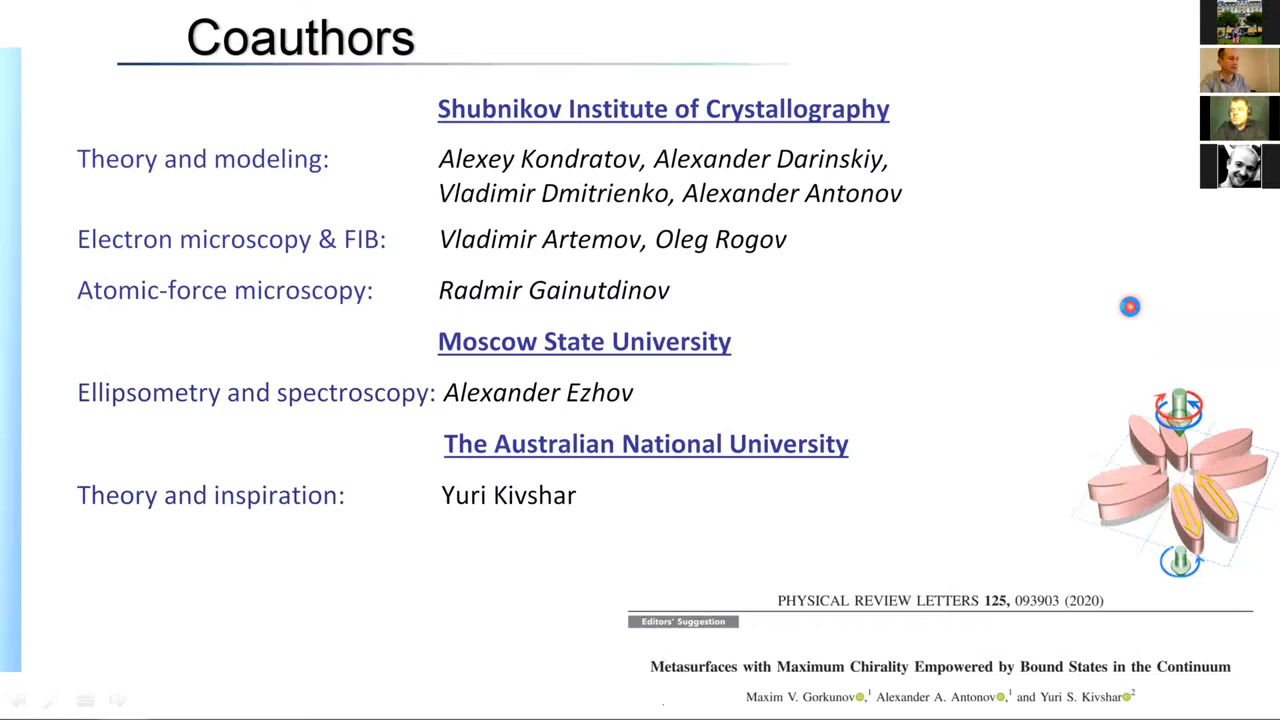 Coauthors
Shubnikov Institute of Crystallography
Theory and modeling: Alexey Kondratov, Alexander Darinskiy,
Vladimir Dmitrienko, Alexander Antonov
Electron microscopy & FIB: Vladimir Artemov, Oleg Rogov
Atomic-force microscopy: Radmir Gainutdinov
Moscow State University
Ellipsometry and spectroscopy: Alexander Ezhov
The Australian National University
Theory and inspiration: Yuri Kivshar
PHYSICAL REVIEW LETTERS 125, 093903 (2020)
Editors' Suggestion
Metasurfaces with Maximum Chirality Empowered by Bound States in the Continuum
Maxim V. Gorkunov,1 Alexander A. Antonov,1 and Yuri S. Kivshar2